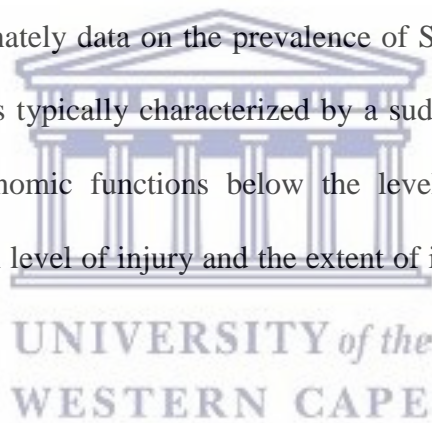 nately data on the prevalence of S
s typically characterized by a sud
nomic functions below the level
level of injury and the extent of i
UNIVERSITY of the
WESTERN CAPE